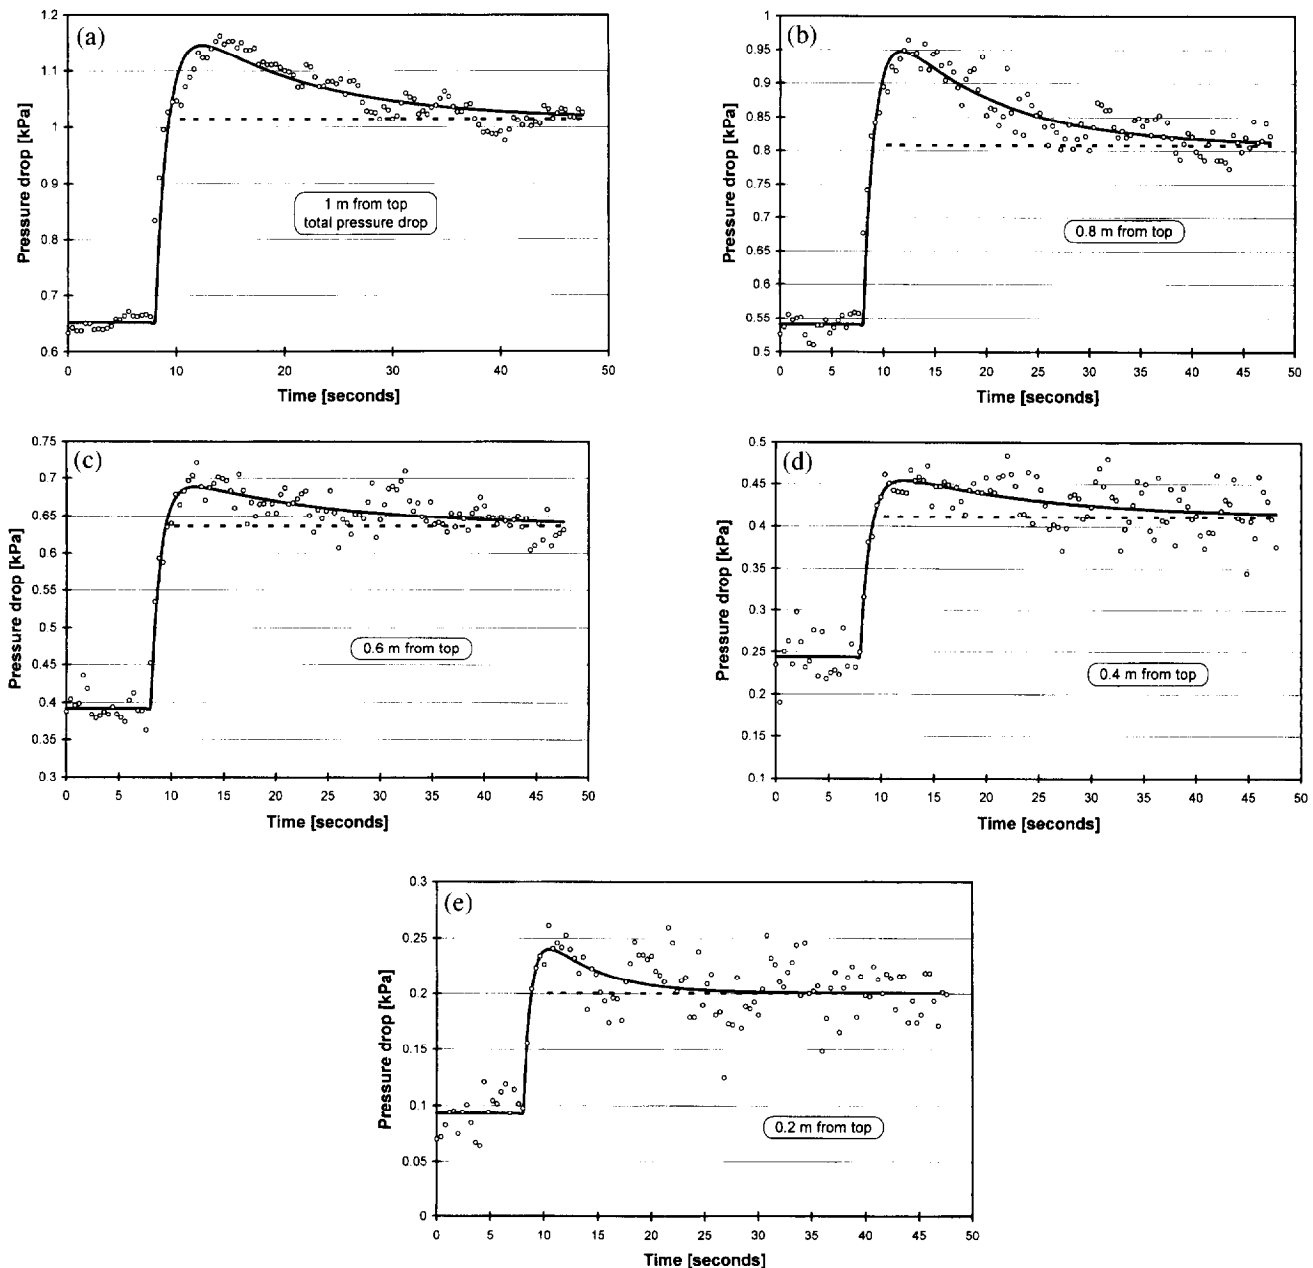 (a)
Pressure drop [kPa]
1.2
1.1
1
0.9
0.8
0.7
0.6
1 m from top
total pressure drop
0 10 20 30 40 50
Time [seconds]
(b)
Pressure drop [kPa]
1
0.95
0.9
0.85
0.8
0.75
0.7
0.65
0.6
0.55
0.5
0.8 m from top
0 5 10 15 20 25 30 35 40 45 50
Time [seconds]
(c)
Pressure drop [kPa]
0.75
0.7
0.65
0.6
0.55
0.5
0.45
0.4
0.35
0.3
0.6 m from top
0 5 10 15 20 25 30 35 40 45 50
Time [seconds]
(d)
Pressure drop [kPa]
0.5
0.45
0.4
0.35
0.3
0.25
0.2
0.15
0.1
0.4 m from top
0 5 10 15 20 25 30 35 40 45 50
Time [seconds]
(e)
Pressure drop [kPa]
0.3
0.25
0.2
0.15
0.1
0.05
0
0.2 m from top
0 5 10 15 20 25 30 35 40 45 50
Time [seconds]